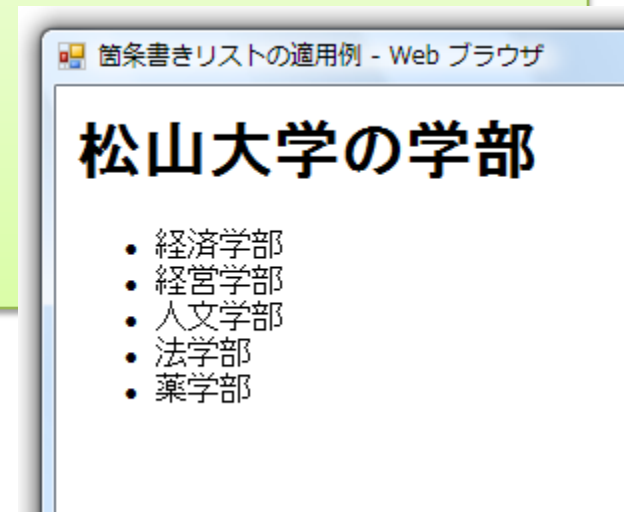 箇条書きリストの適用例 - Web ブラウザ
松山大学の学部
• 経済学部
• 経営学部
• 人文学部
• 法学部
• 薬学部